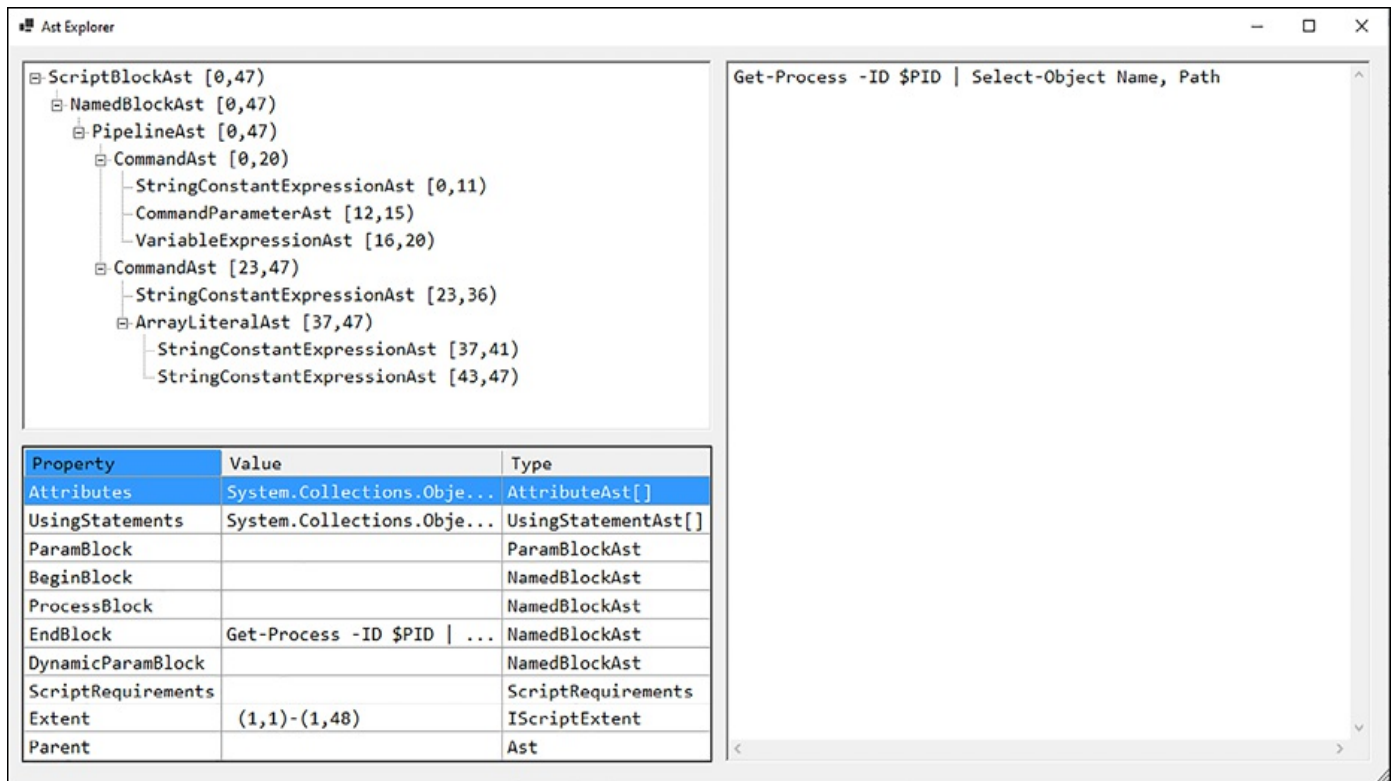 Ast Explorer
ScriptBlockAst [0,47)
NamedBlockAst [0,47)
PipelineAst [0,47)
CommandAst [0,20)
StringConstantExpressionAst [0,11)
CommandParameterAst [12,15)
VariableExpressionAst [16,20)
CommandAst [23,47)
StringConstantExpressionAst [23,36)
ArrayLiteralAst [37,47)
StringConstantExpressionAst [37,41)
StringConstantExpressionAst [43,47)
Get-Process -ID $PID | Select-Object Name, Path
Property Value Type
Attributes System.Collections.Obje... AttributeAst[]
UsingStatements System.Collections.Obje... UsingStatementAst[]
ParamBlock ParamBlockAst
BeginBlock NamedBlockAst
ProcessBlock NamedBlockAst
EndBlock Get-Process -ID $PID | ... NamedBlockAst
DynamicParamBlock NamedBlockAst
ScriptRequirements ScriptRequirements
Extent (1,1)-(1,48) IScriptExtent
Parent Ast